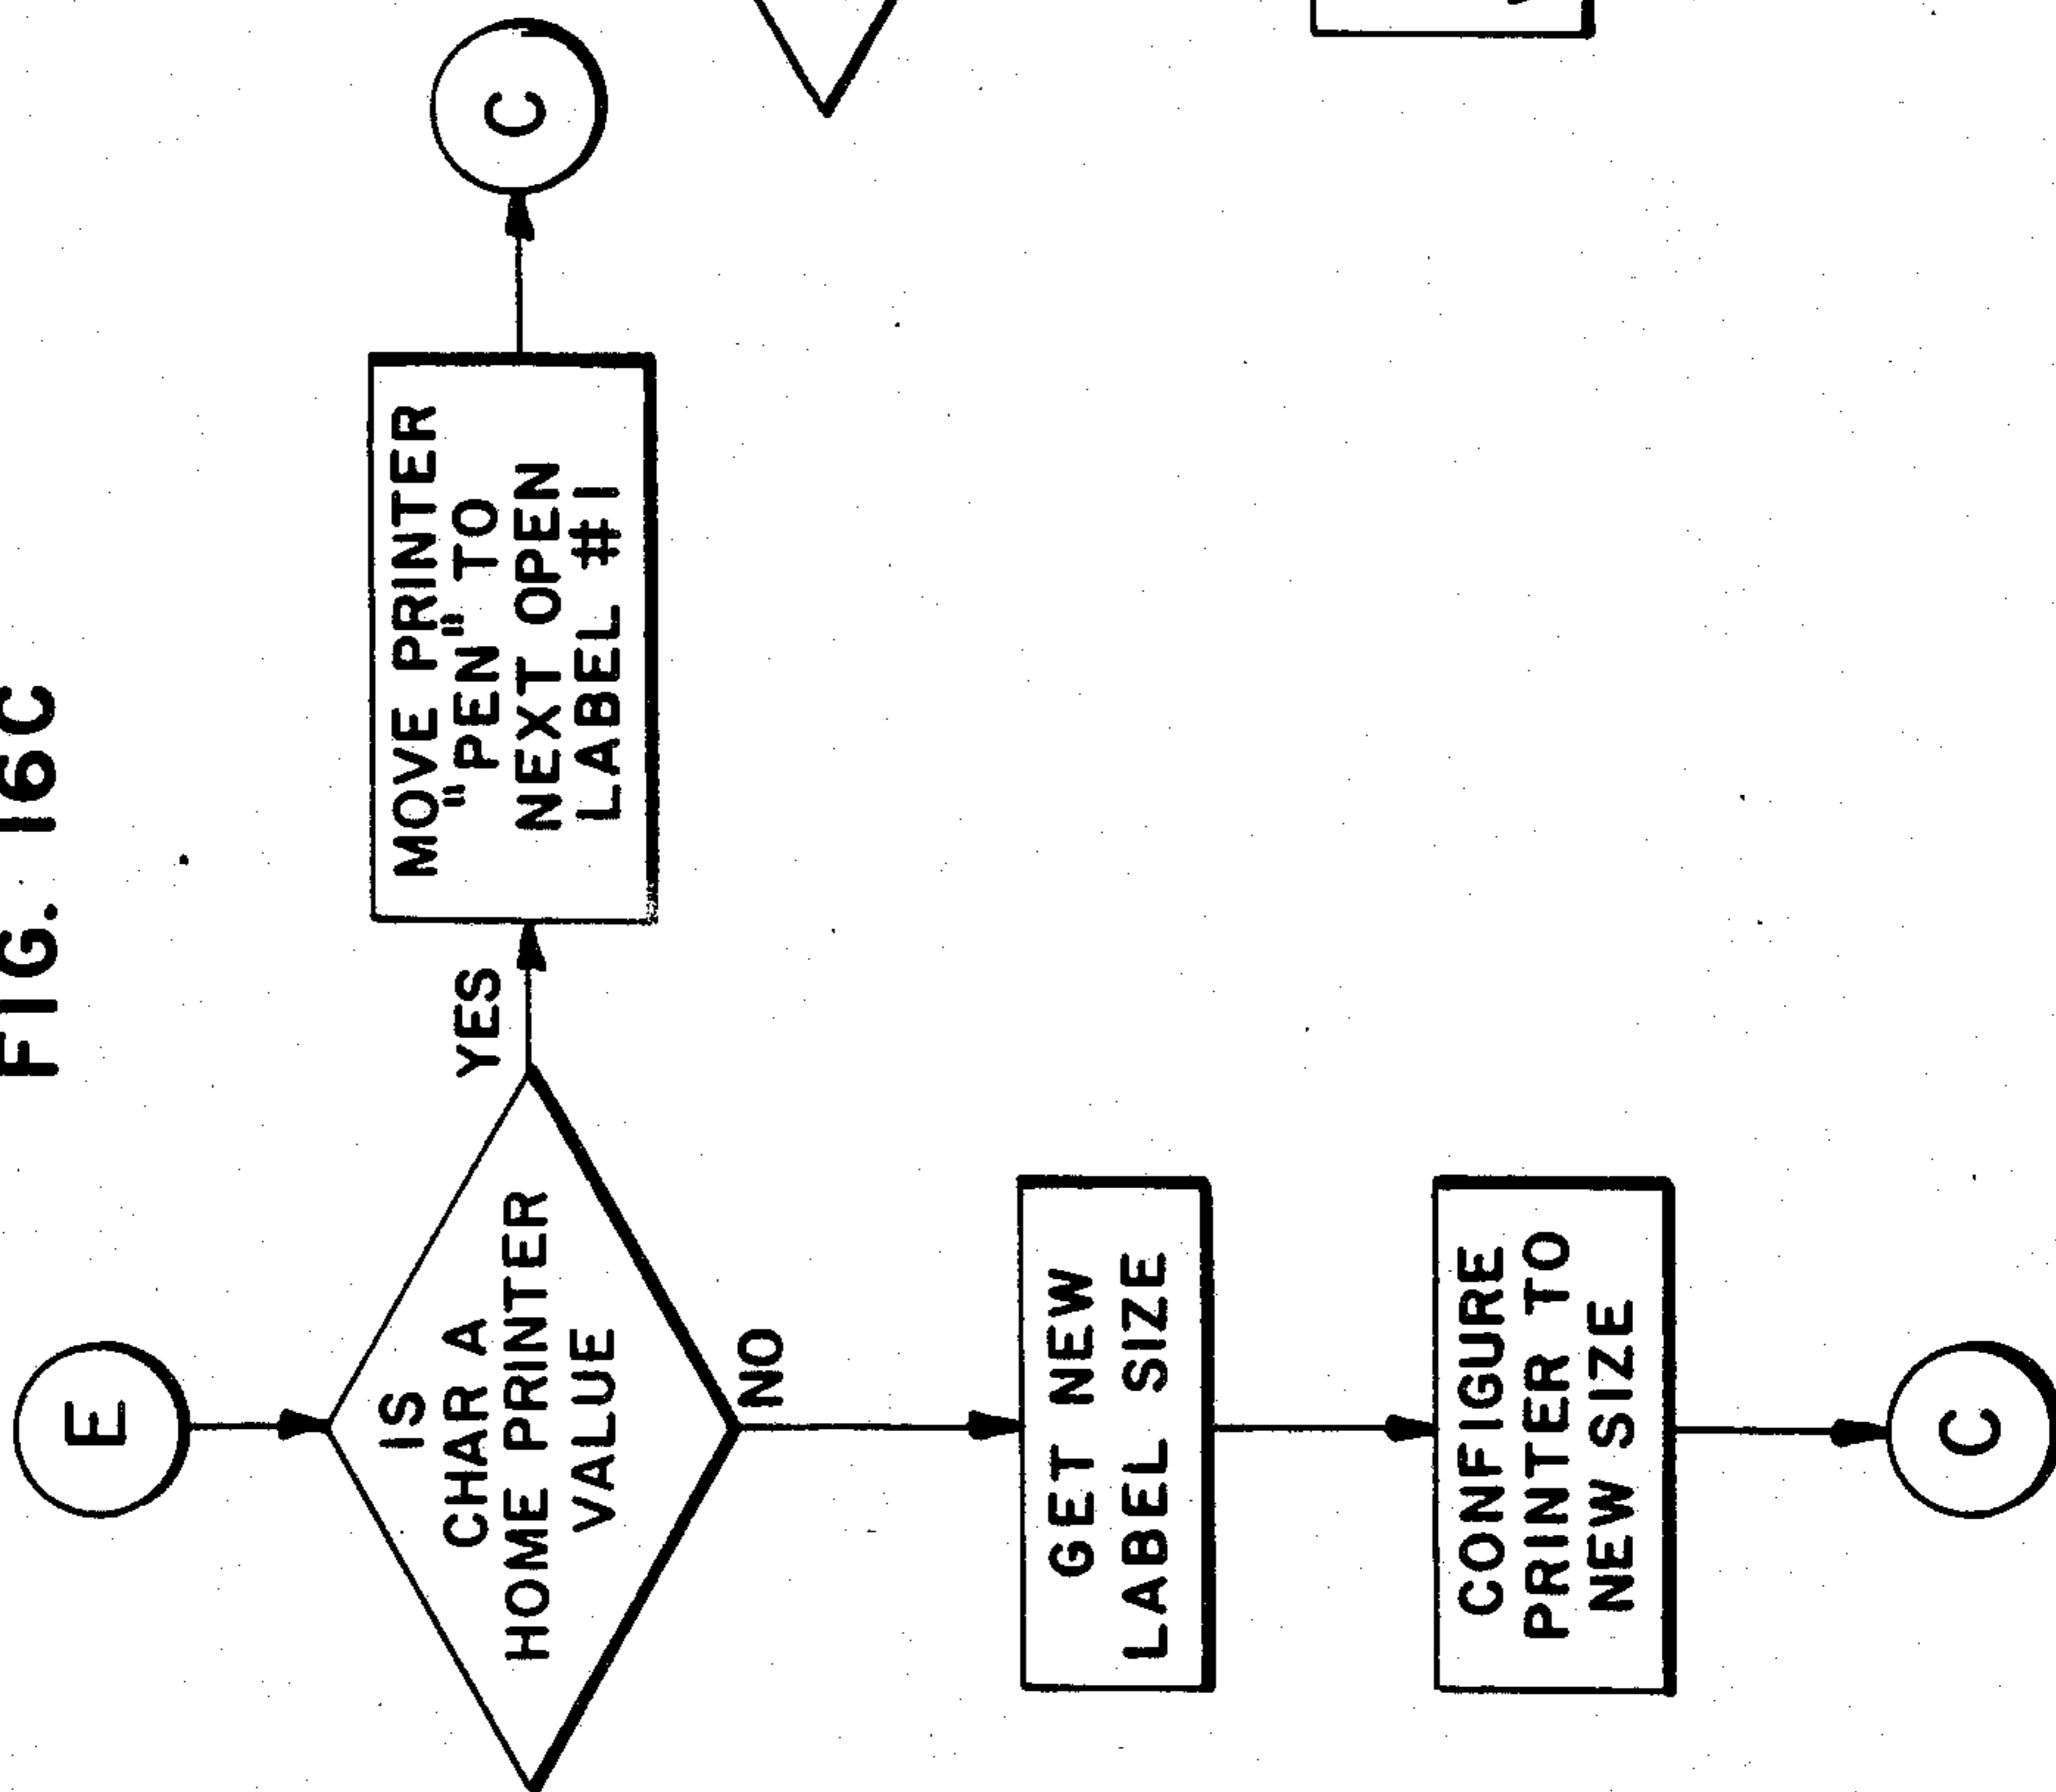 FIG. 16C
E
IS
CHAR A
HOME PRINTER
VALUE
YES
MOVE PRINTER
"PEN" TO
NEXT OPEN
LABEL #1
C
NO
GET NEW
LABEL SIZE
CONFIGURE
PRINTER TO
NEW SIZE
C